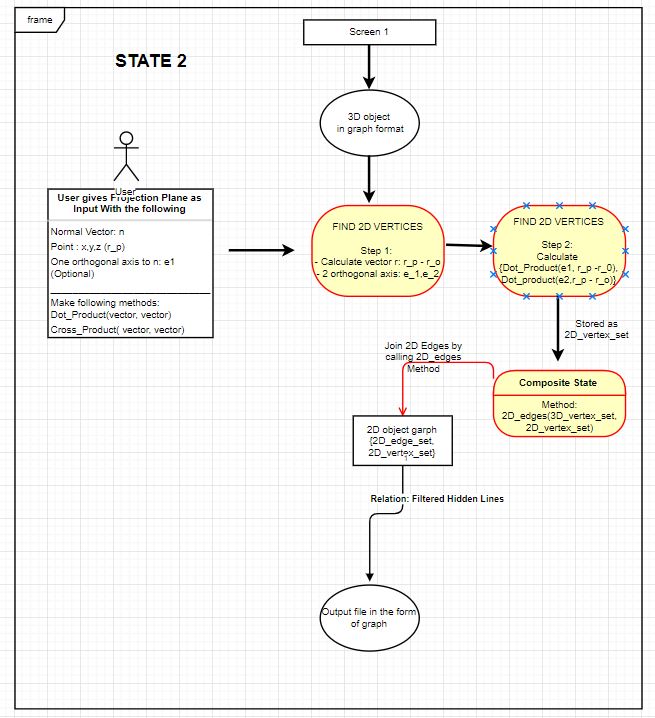 frame
STATE 2
Screen 1
3D object
in graph format
User
User gives Projection Plane as
Input With the following
Normal Vector: n
Point : x,y,z (r_p)
One orthogonal axis to n: e1
(Optional)
Make following methods:
Dot_Product(vector, vector)
Cross_Product( vector, vector)
FIND 2D VERTICES
Step 1:
- Calculate vector r: r_p - r_o
- 2 orthogonal axis: e_1,e_2
FIND 2D VERTICES
Step 2:
Calculate
{Dot_Product(e1, r_p -r_0),
Dot_product(e2,r_p - r_o)}
Stored as
2D_vertex_set
Join 2D Edges by
calling 2D_edges
Method
Composite State
Method:
2D_edges(3D_vertex_set,
2D_vertex_set)
2D object garph
{2D_edge_set,
2D_vertex_set}
Relation: Filtered Hidden Lines
Output file in the form
of graph